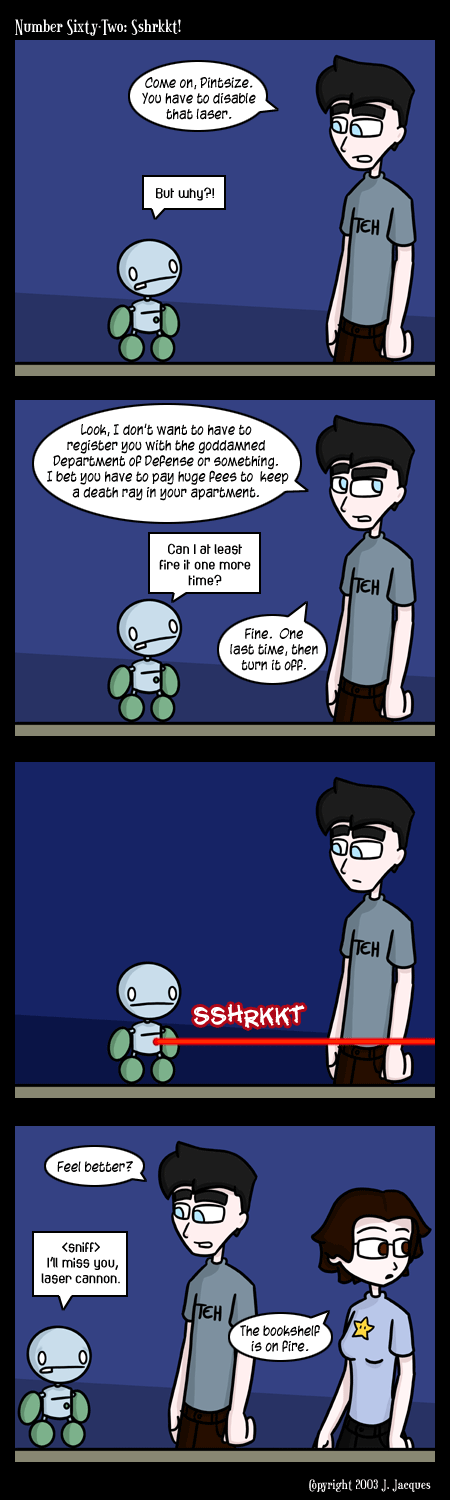 Number Sixty-Two: Sshrkkt!
Come on, Pintsize.
You have to disable
that laser.
But why?!
TEH
Look, I don't want to have to
register you with the goddamned
Department of Defense or something.
I bet you have to pay huge fees to keep
a death ray in your apartment.
Can I at least
fire it one more
time?
TEH
Fine. One
last time, then
turn it off.
TEH
SSHRKKT
Feel better?
<sniff>
I'll miss you,
laser cannon.
TEH
The bookshelf
is on fire.
Copyright 2003 J. Jacques